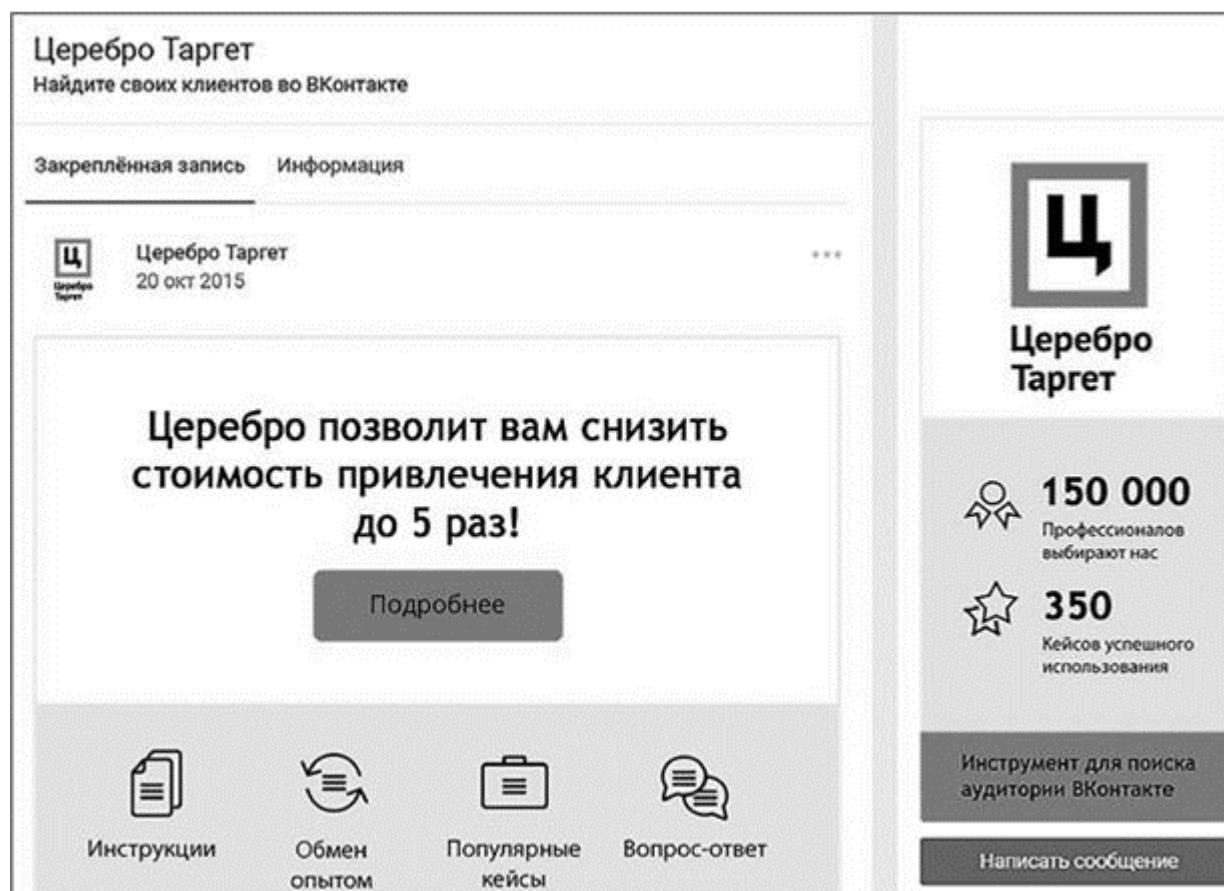 Церебро Таргет
Найдите своих клиентов во ВКонтакте
Закреплённая запись Информация
Церебро
Таргет
Церебро Таргет
20 окт 2015
Церебро позволит вам снизить
стоимость привлечения клиента
до 5 раз!
Подробнее
Инструкции
Обмен
опытом
Популярные
кейсы
Вопрос-ответ
Ц
Церебро
Таргет
150 000
Профессионалов
выбирают нас
350
Кейсов успешного
использования
Инструмент для поиска
аудитории ВКонтакте
Написать сообщение